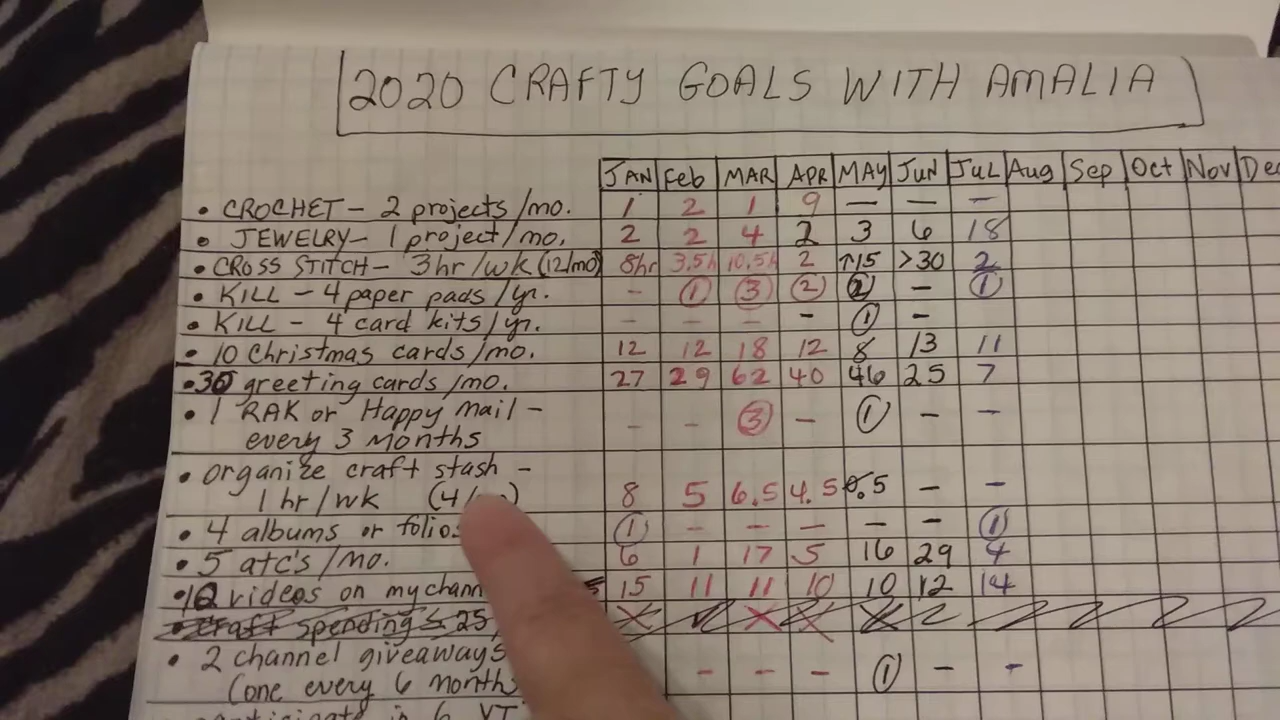 2020 CRAFTY GOALS WITH AMALIA
JAN Feb MAR APR MAY Jun Jul Aug Sep Oct Nov Dec
• CROCHET - 2 projects/mo. 1 2 1 9 — — —
• JEWELRY - 1 project/mo. 2 2 4 2 3 6 18
• CROSS STITCH - 3hr/wk (12/mo) 8hr 3.5h 10.5h 2 ↑15 >30 2
• KILL - 4 paper pads/yr. - 1 3 2 2 - 1
• KILL - 4 card kits/yr. - - - - 1 -
• 10 Christmas cards/mo. 12 12 18 12 8 13 11
• 30 greeting cards/mo. 27 29 62 40 46 25 7
• 1 RAK or Happy Mail -
every 3 months - - 3 - 1 - -
• organize craft stash -
1 hr/wk (4/ ) 8 5 6.5 4.5 .5 - -
• 4 albums or folios 1 - - - - - 1
• 5 atc's/mo. 6 1 17 5 16 29 4
• 12 videos on my 15 11 11 10 10 12 14
• craft spending ≤ 25
• 2 channel giveaways - - - 1 - -
(one every 6 months
participate in 6 YT